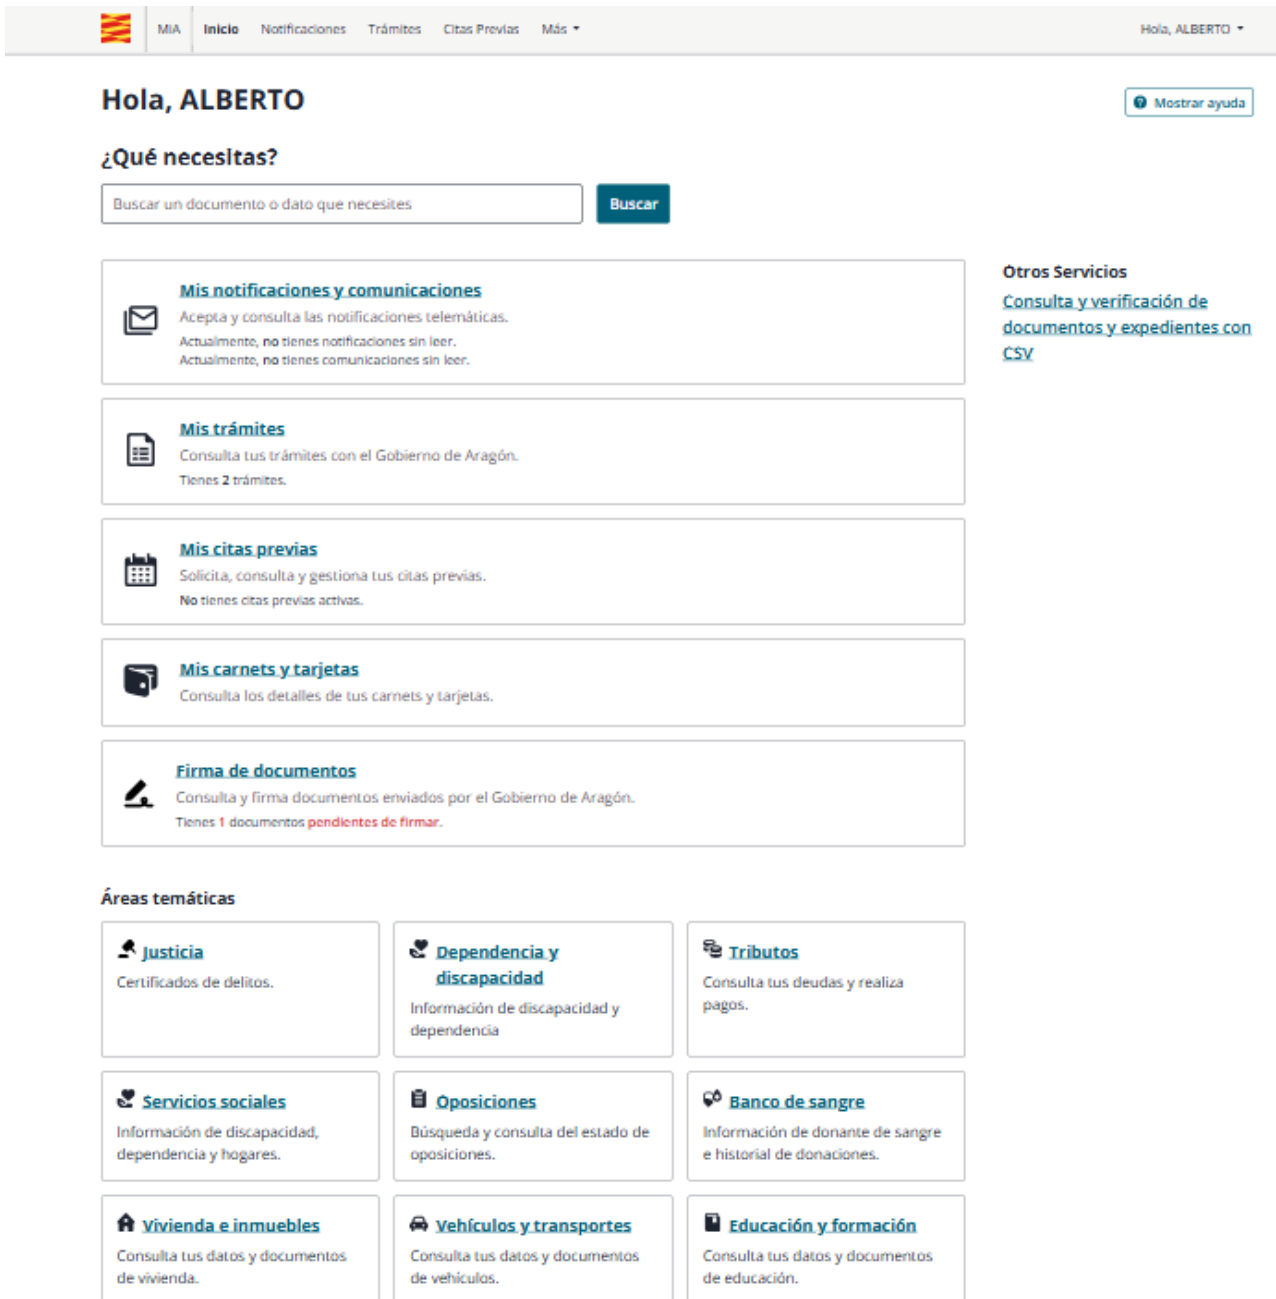 MIA Inicio Notificaciones Trámites Citas Previas Más Hola, ALBERTO
Hola, ALBERTO
Mostrar ayuda
¿Qué necesitas?
Buscar un documento o dato que necesites
Buscar
Mis notificaciones y comunicaciones
Acepta y consulta las notificaciones telemáticas.
Actualmente, no tienes notificaciones sin leer.
Actualmente, no tienes comunicaciones sin leer.
Otros Servicios
Consulta y verificación de
documentos y expedientes con
CSV
Mis trámites
Consulta tus trámites con el Gobierno de Aragón.
Tienes 2 trámites.
Mis citas previas
Solicita, consulta y gestiona tus citas previas.
No tienes citas previas activas.
Mis carnets y tarjetas
Consulta los detalles de tus carnets y tarjetas.
Firma de documentos
Consulta y firma documentos enviados por el Gobierno de Aragón.
Tienes 1 documentos pendientes de firmar.
Áreas temáticas
Justicia
Certificados de delitos.
Dependencia y
discapacidad
Información de discapacidad y
dependencia
Tributos
Consulta tus deudas y realiza
pagos.
Servicios sociales
Información de discapacidad,
dependencia y hogares.
Oposiciones
Búsqueda y consulta del estado de
oposiciones.
Banco de sangre
Información de donante de sangre
e historial de donaciones.
Vivienda e inmuebles
Consulta tus datos y documentos
de vivienda.
Vehículos y transportes
Consulta tus datos y documentos
de vehículos.
Educación y formación
Consulta tus datos y documentos
de educación.